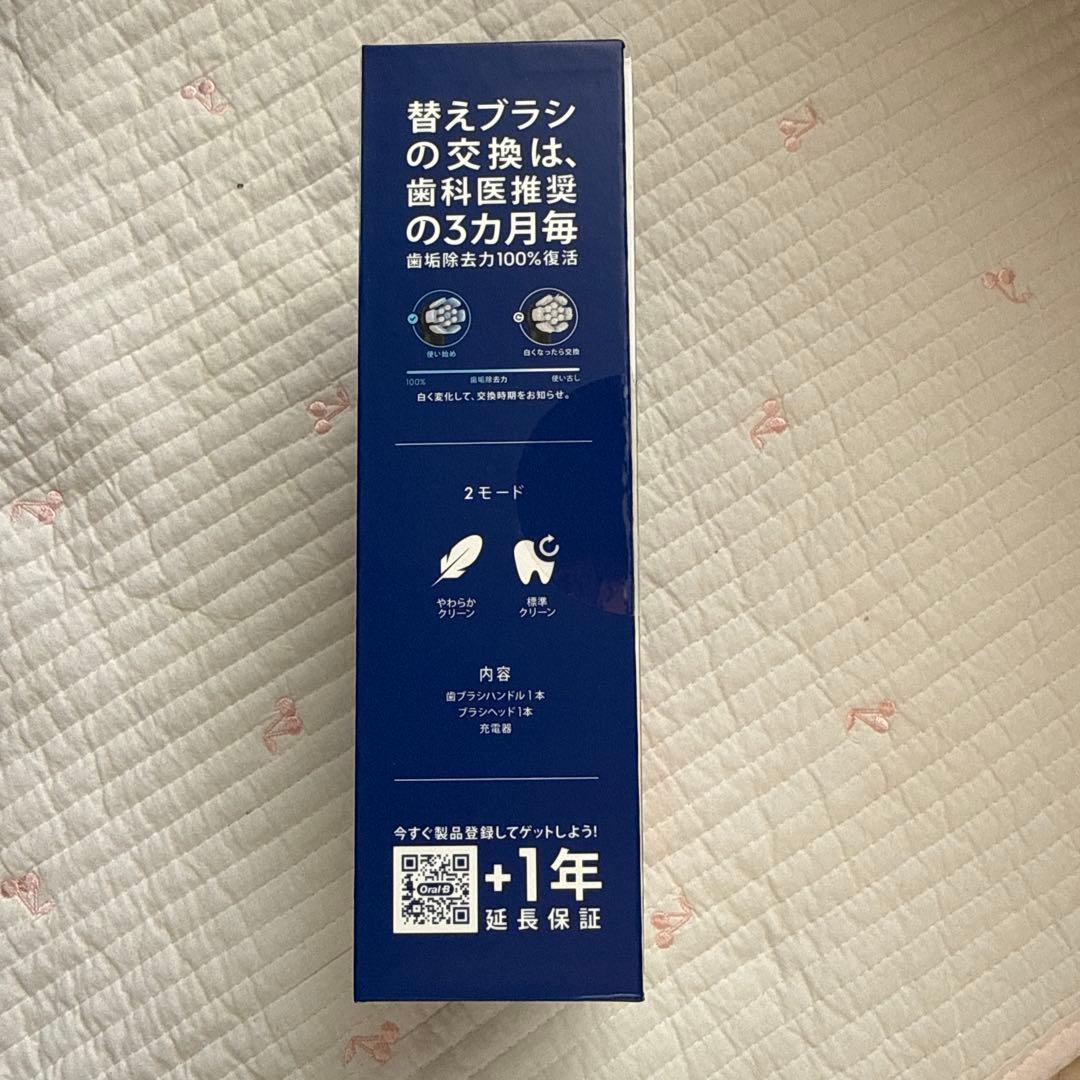 替えブラシ
の交換は、
歯科医推奨
の3カ月毎
歯垢除去力100%復活
使い始め
白くなったら交換
100%
歯垢除去力
使い古し
白く変化して、交換時期をお知らせ。
2モード
やわらか
クリーン
標準
クリーン
内容
歯ブラシハンドル1本
ブラシヘッド1本
充電器
今すぐ製品登録してゲットしよう!
Oral-B
+1年
延長保証